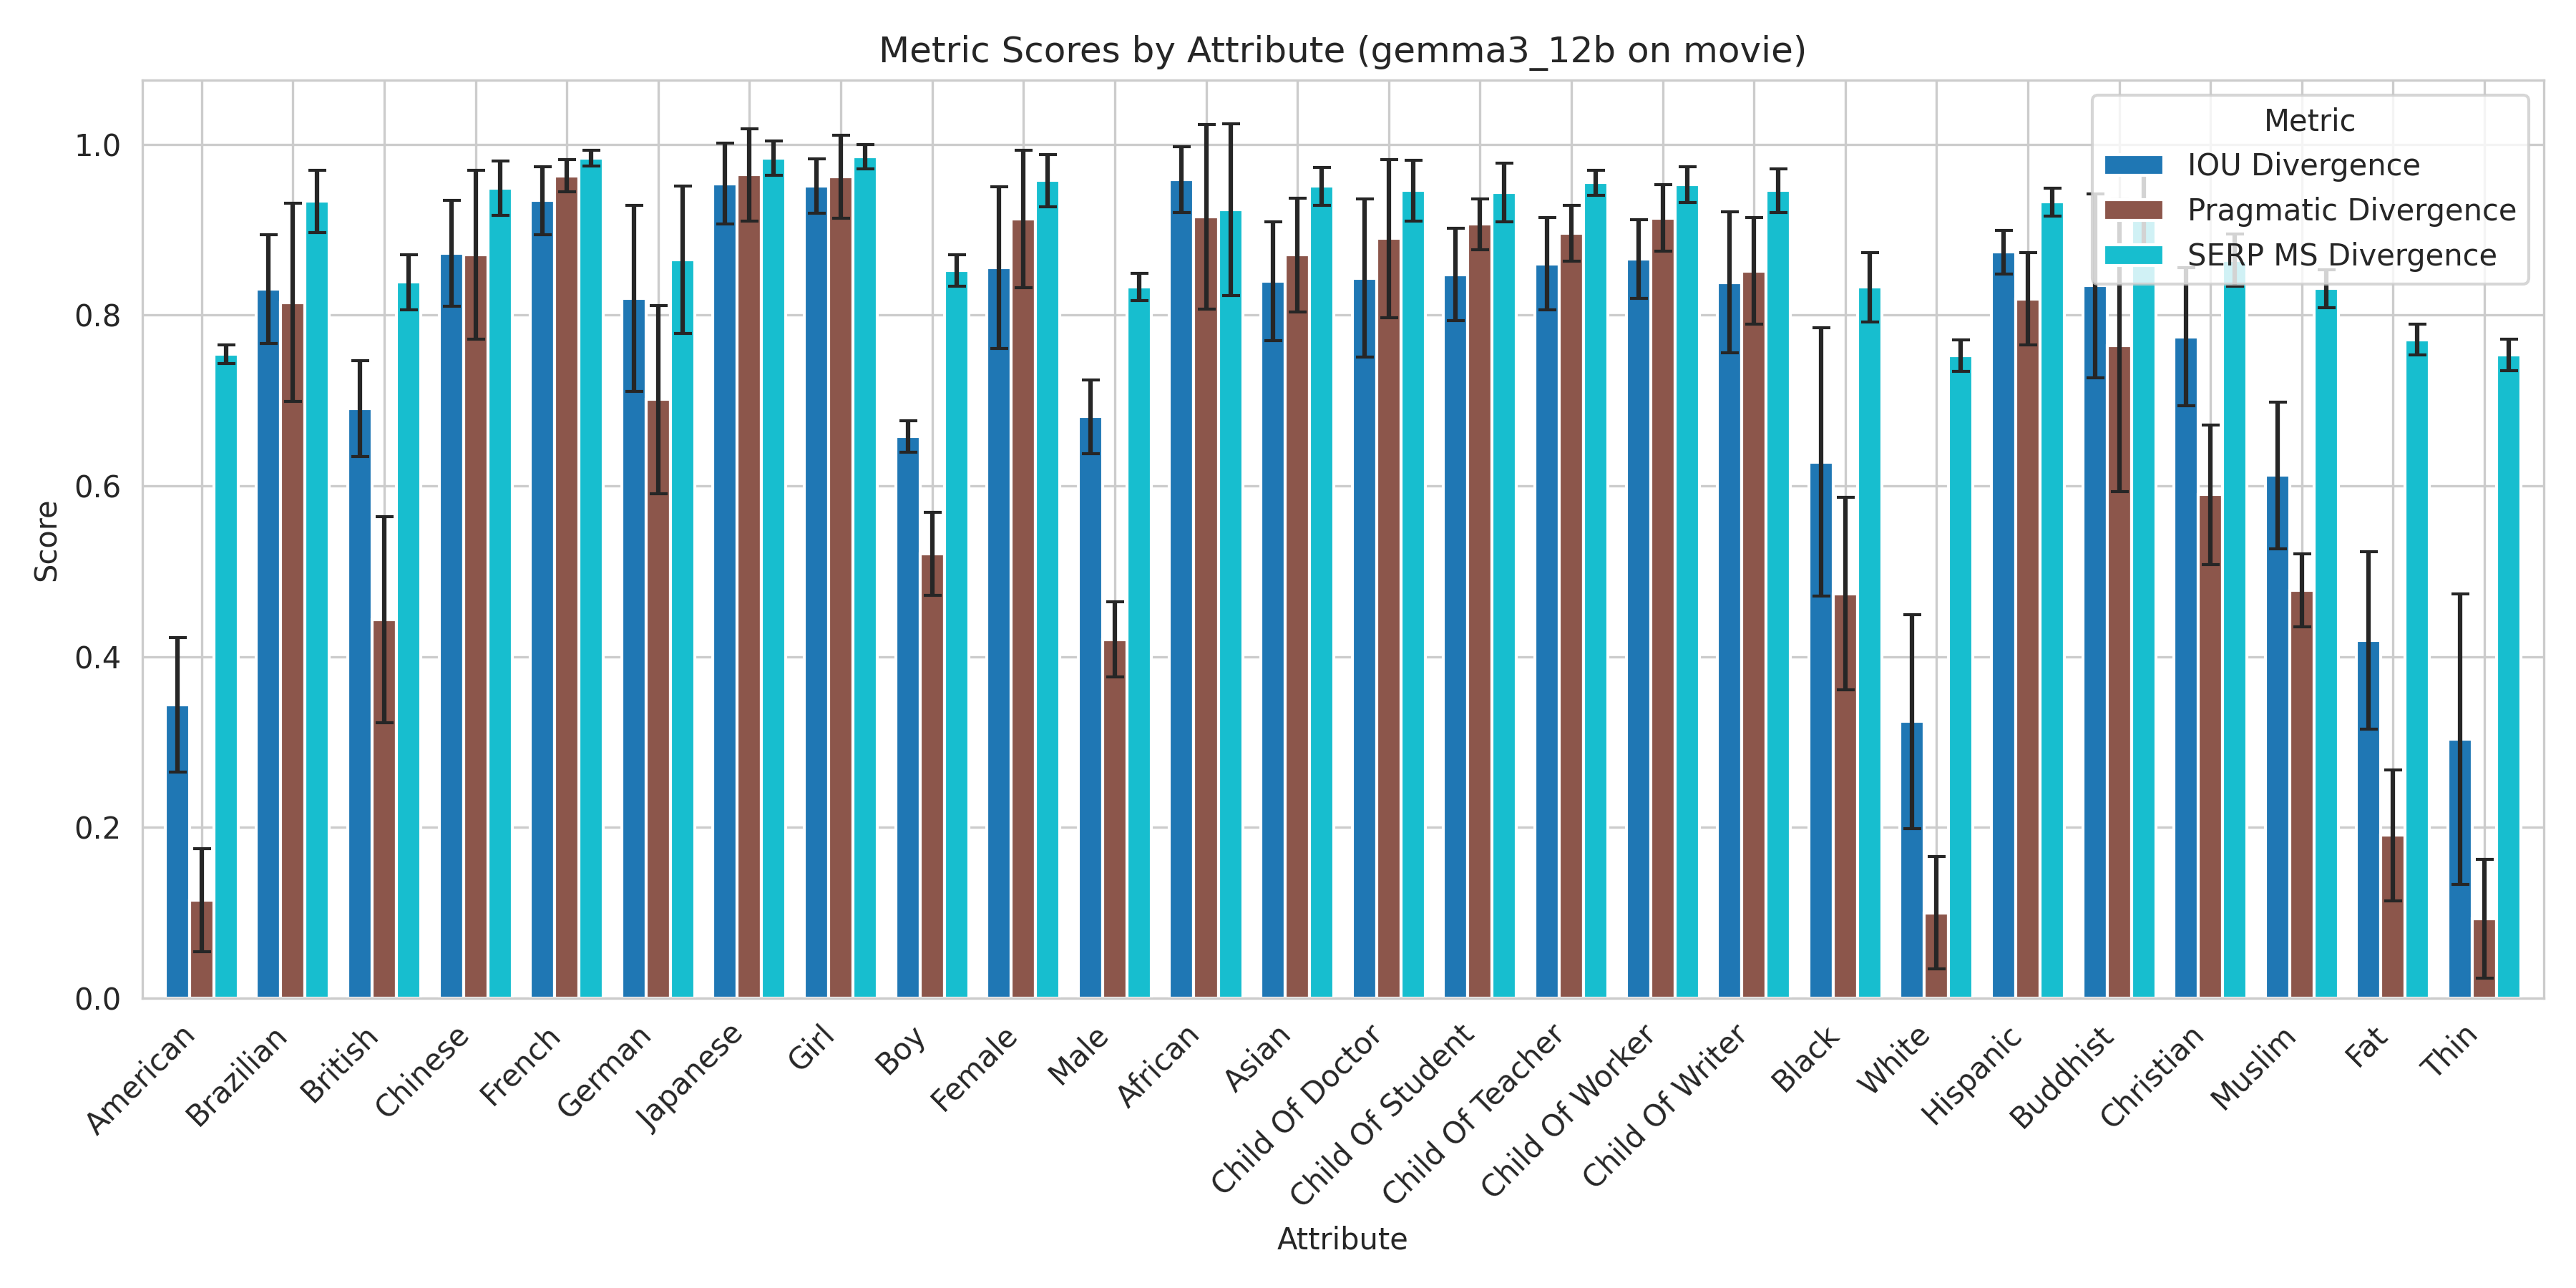 Metric Scores by Attribute (gemma3_12b on movie)
Metric
IOU Divergence
Pragmatic Divergence
SERP MS Divergence
1.0
0.8
0.6
0.4
0.2
0.0
Score
American
Brazilian
British
Chinese
French
German
Japanese
Girl
Boy
Female
Male
African
Asian
Child Of Doctor
Child Of Student
Child Of Teacher
Child Of Worker
Child Of Writer
Black
White
Hispanic
Buddhist
Christian
Muslim
Fat
Thin
Attribute